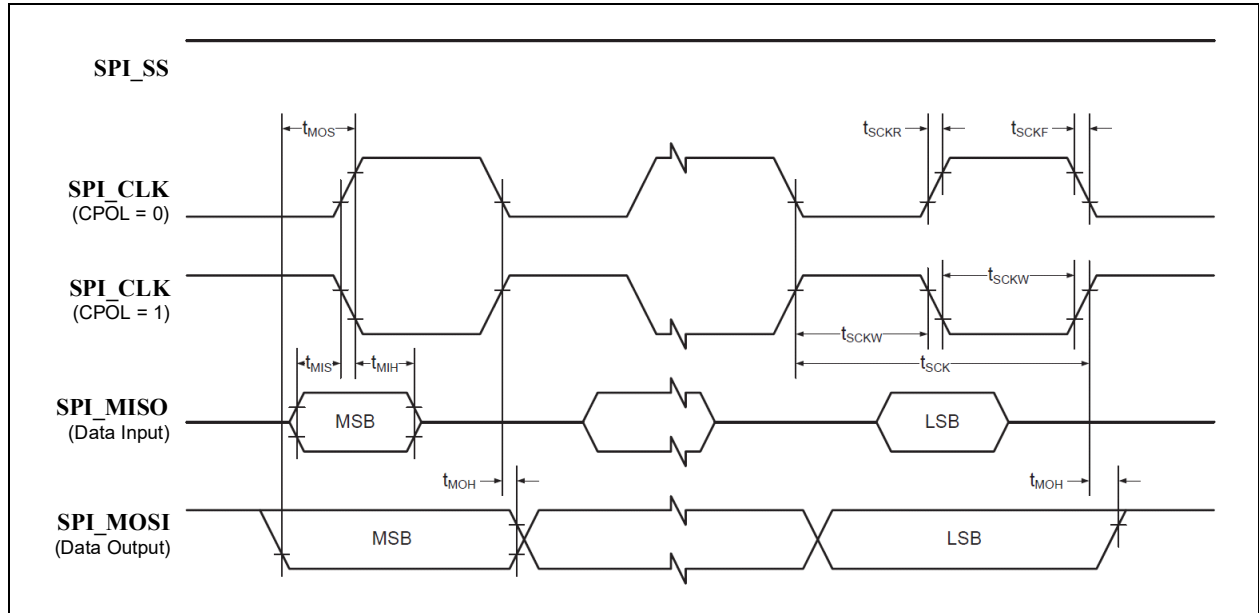 SPI_SS
tMOS
tSCKR
tSCKF
SPI_CLK
(CPOL = 0)
SPI_CLK
(CPOL = 1)
tSCKW
tSCKW
tSCK
tMIS
tMIH
SPI_MISO
(Data Input)
MSB
LSB
tMOH
tMOH
SPI_MOSI
(Data Output)
MSB
LSB